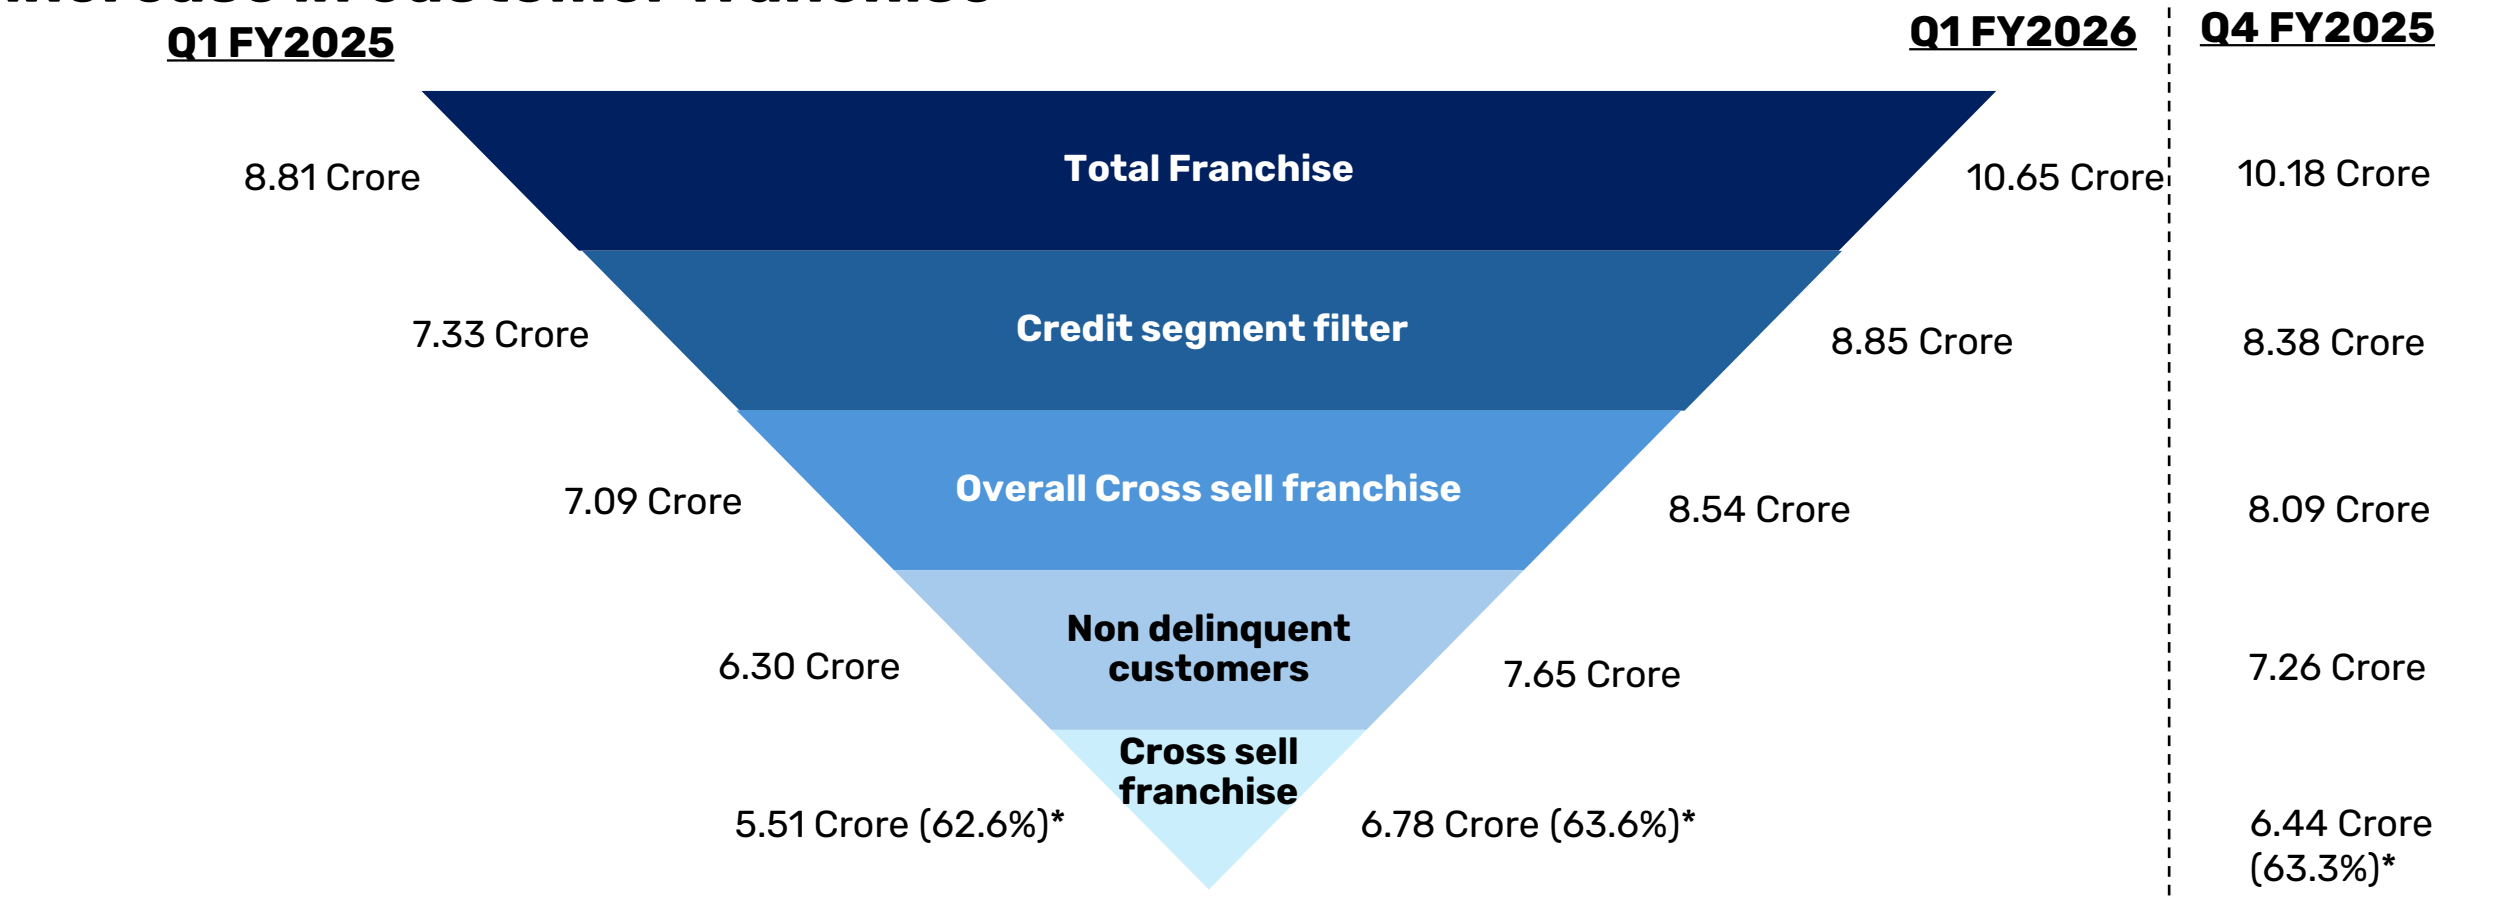 Q1 FY2025
Q1 FY2026
Q4 FY2025
Total Franchise
8.81 Crore
10.65 Crore
10.18 Crore
Credit segment filter
7.33 Crore
8.85 Crore
8.38 Crore
Overall Cross sell franchise
7.09 Crore
8.54 Crore
8.09 Crore
Non delinquent
customers
6.30 Crore
7.65 Crore
7.26 Crore
Cross sell
franchise
5.51 Crore (62.6%)*
6.78 Crore (63.6%)*
6.44 Crore
(63.3%)*